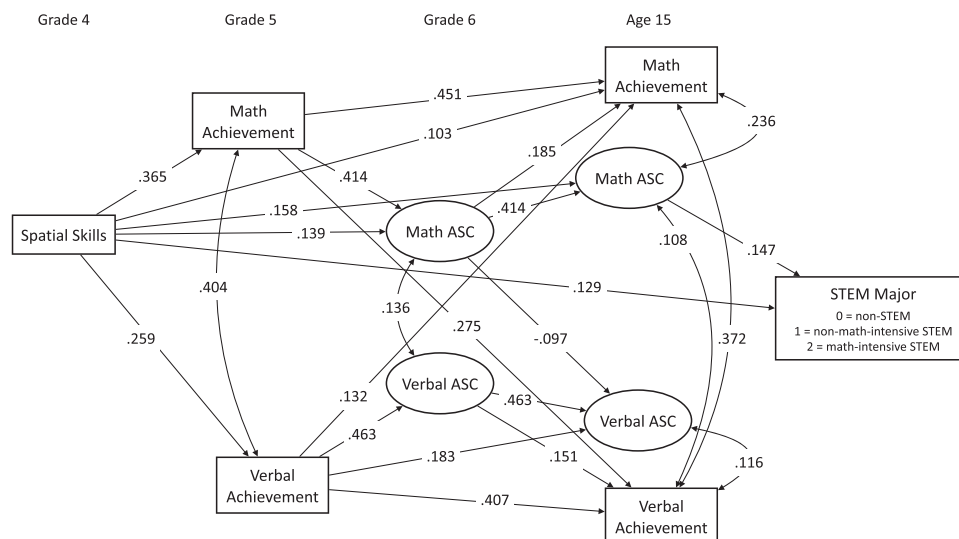 Grade 4
Grade 5
Grade 6
Age 15
Math
Achievement
Math
Achievement
.451
.103
.236
.185
.365
.414
Math ASC
.158
.414
Spatial Skills
.139
Math ASC
.108
.147
.404
.129
STEM Major
0 = non-STEM
1 = non-math-intensive STEM
2 = math-intensive STEM
.136
.259
.275
-.097
.372
Verbal ASC
.132
.463
Verbal ASC
.463
.183
.151
.116
Verbal
Achievement
.407
Verbal
Achievement